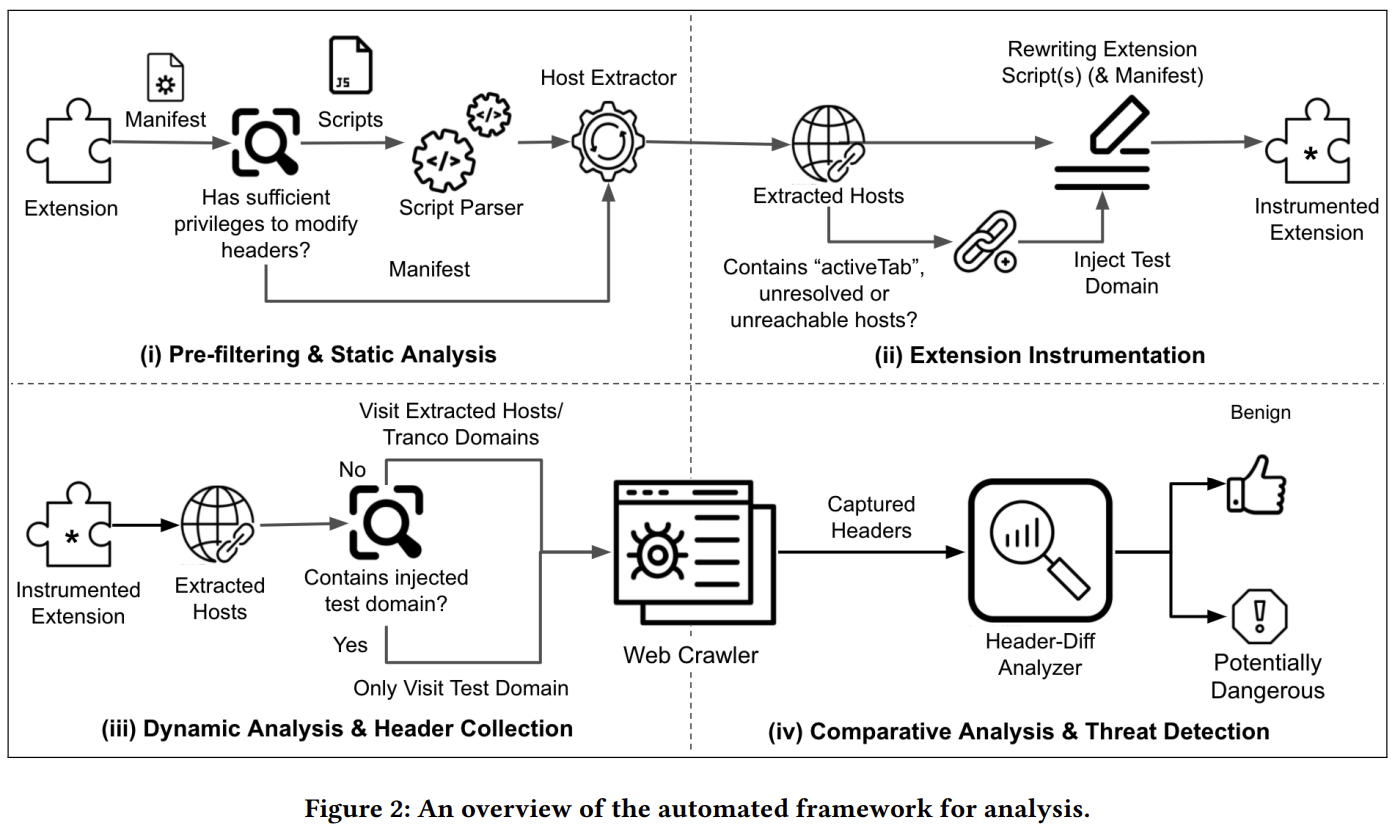 Manifest
JS
Scripts
Host Extractor
Extension
Has sufficient
privileges to modify
headers?
</>
</>
Script Parser
Manifest
(i) Pre-filtering & Static Analysis
Rewriting Extension
Script(s) (& Manifest)
Extracted Hosts
*
Instrumented
Extension
Contains “activeTab”,
unresolved or
unreachable hosts?
Inject Test
Domain
(ii) Extension Instrumentation
Visit Extracted Hosts/
Tranco Domains
No
*
Instrumented
Extension
Extracted
Hosts
Contains injected
test domain?
Yes
Only Visit Test Domain
Web Crawler
(iii) Dynamic Analysis & Header Collection
Captured
Headers
Header-Diff
Analyzer
Benign
!
Potentially
Dangerous
(iv) Comparative Analysis & Threat Detection
Figure 2: An overview of the automated framework for analysis.